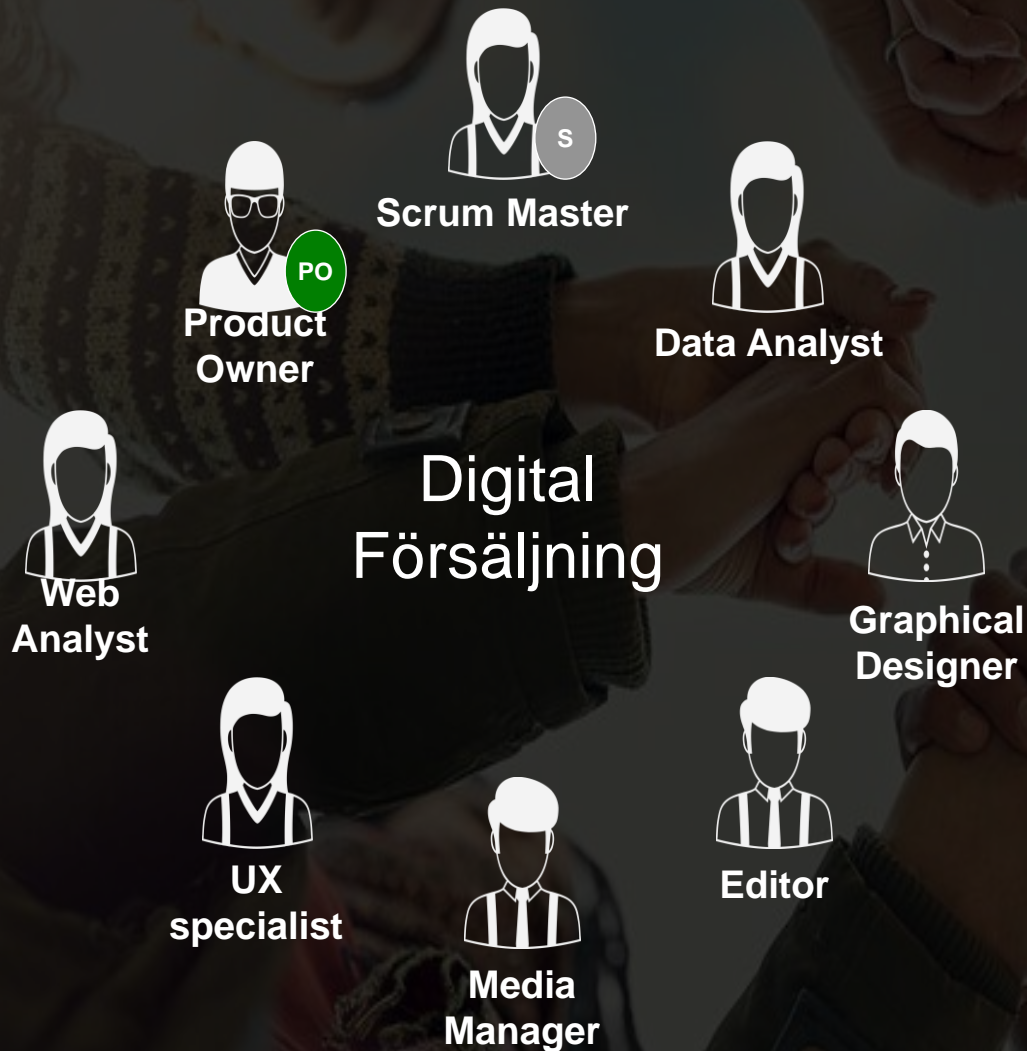 S
Scrum Master
PO
Product
Owner
Data Analyst
Digital
Försäljning
Web
Analyst
Graphical
Designer
UX
specialist
Editor
Media
Manager